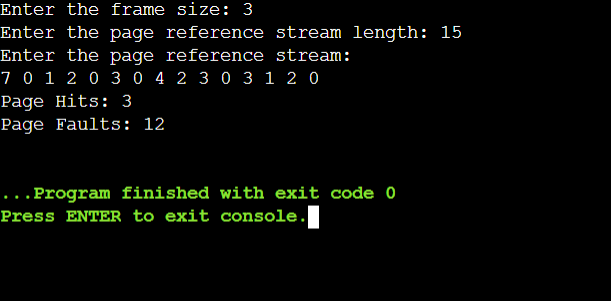 Enter the frame size: 3
Enter the page reference stream length: 15
Enter the page reference stream:
7 0 1 2 0 3 0 4 2 3 0 3 1 2 0
Page Hits: 3
Page Faults: 12
...Program finished with exit code 0
Press ENTER to exit console.